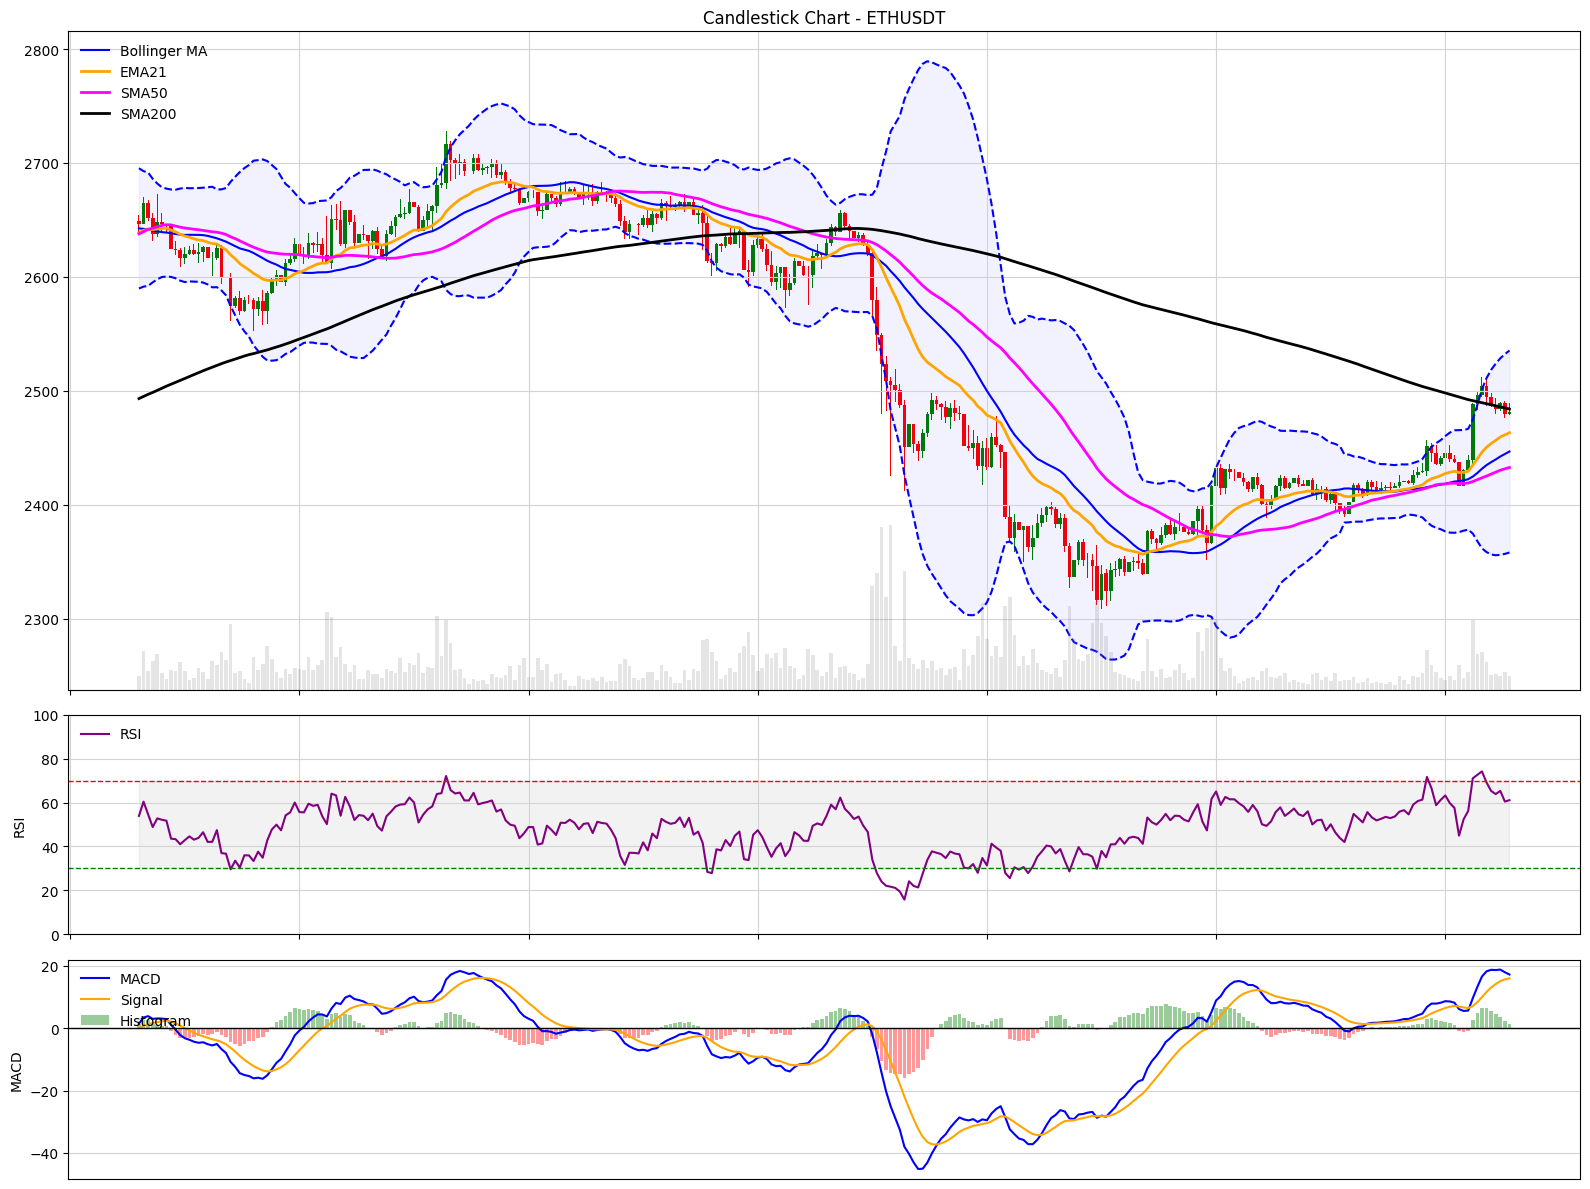 Candlestick Chart - ETHUSDT
2800
2700
2600
2500
2400
2300
Bollinger MA
EMA21
SMA50
SMA200
RSI
100
80
60
40
20
0
RSI
MACD
20
0
−20
−40
MACD
Signal
Histogram